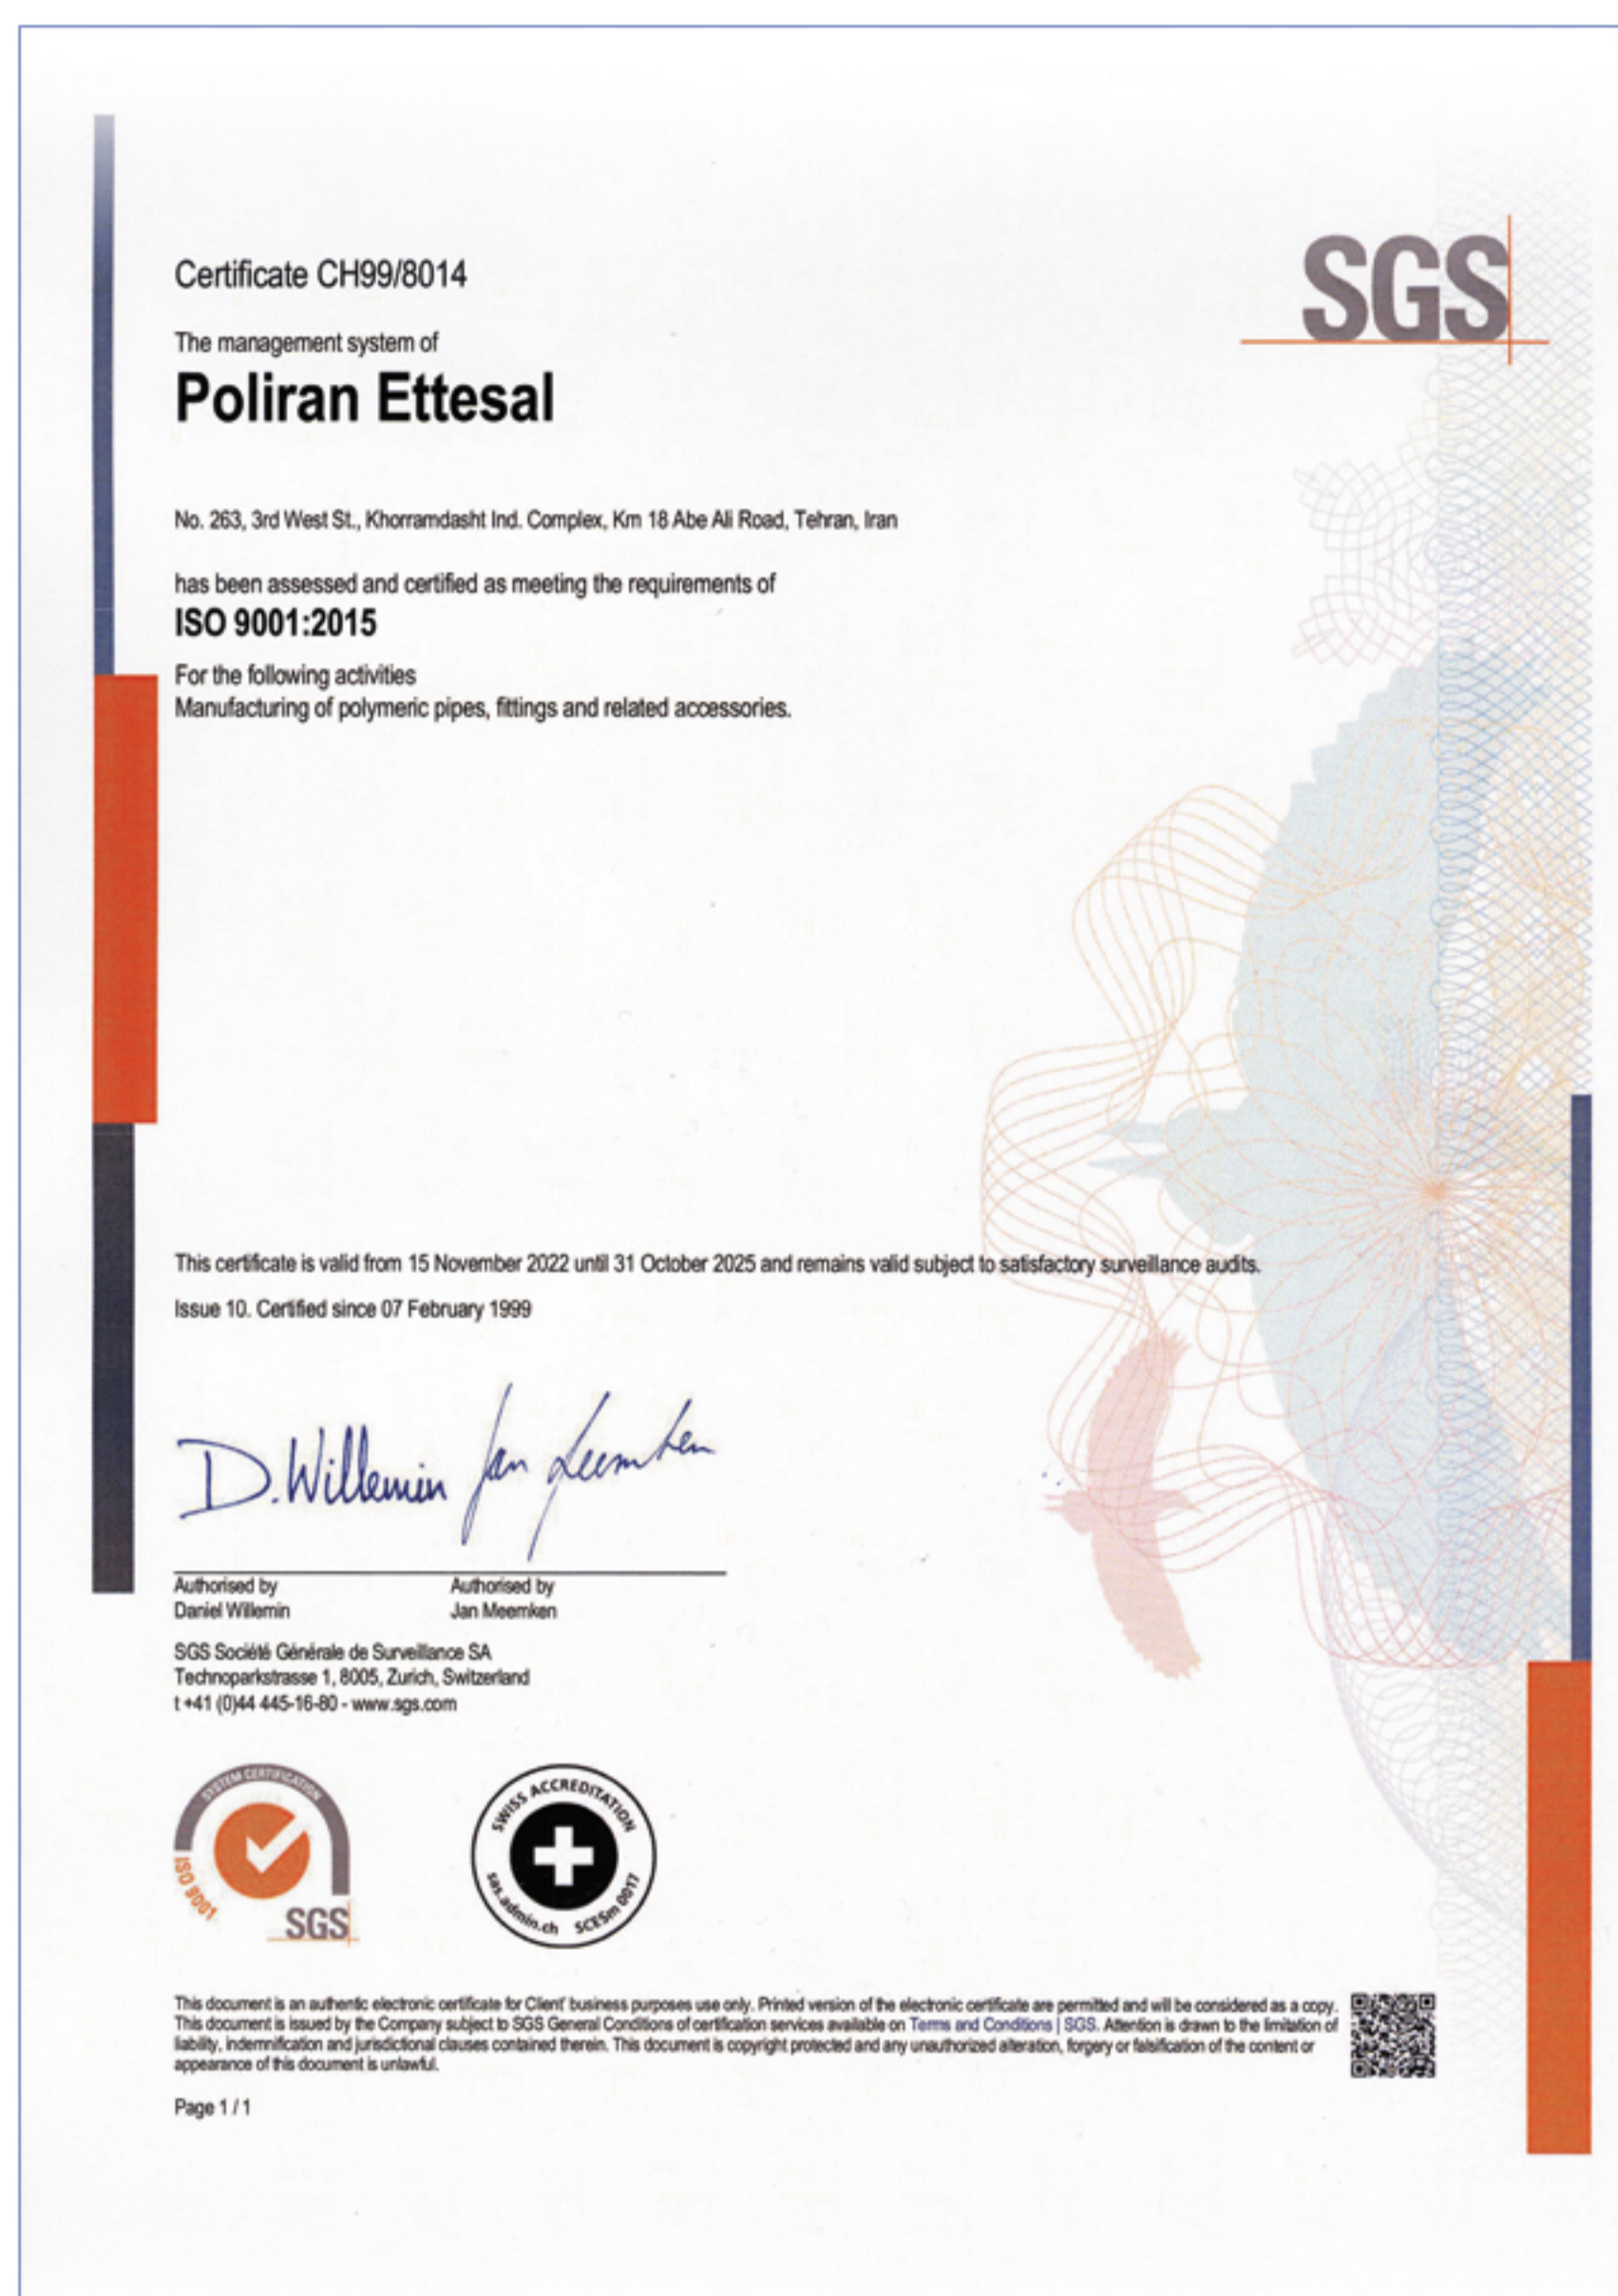 SGS
Certificate CH99/8014
The management system of
Poliran Ettesal
No. 263, 3rd West St., Khorramdasht Ind. Complex, Km 18 Abe Ali Road, Tehran, Iran
has been assessed and certified as meeting the requirements of
ISO 9001:2015
For the following activities
Manufacturing of polymeric pipes, fittings and related accessories.
This certificate is valid from 15 November 2022 until 31 October 2025 and remains valid subject to satisfactory surveillance audits.
Issue 10. Certified since 07 February 1999
D. Willemin Jan Meemken
Authorised by Authorised by
Daniel Willemin Jan Meemken
SGS Société Générale de Surveillance SA
Technoparkstrasse 1, 8005, Zurich, Switzerland
t +41 (0)44 445-16-80 - www.sgs.com
SYSTEM CERTIFICATION
ISO 9001
SGS
SWISS ACCREDITATION
sas.admin.ch SCESm 0017
This document is an authentic electronic certificate for Client' business purposes use only. Printed version of the electronic certificate are permitted and will be considered as a copy.
This document is issued by the Company subject to SGS General Conditions of certification services available on Terms and Conditions | SGS. Attention is drawn to the limitation of
liability, indemnification and jurisdictional clauses contained therein. This document is copyright protected and any unauthorized alteration, forgery or falsification of the content or
appearance of this document is unlawful.
Page 1 / 1